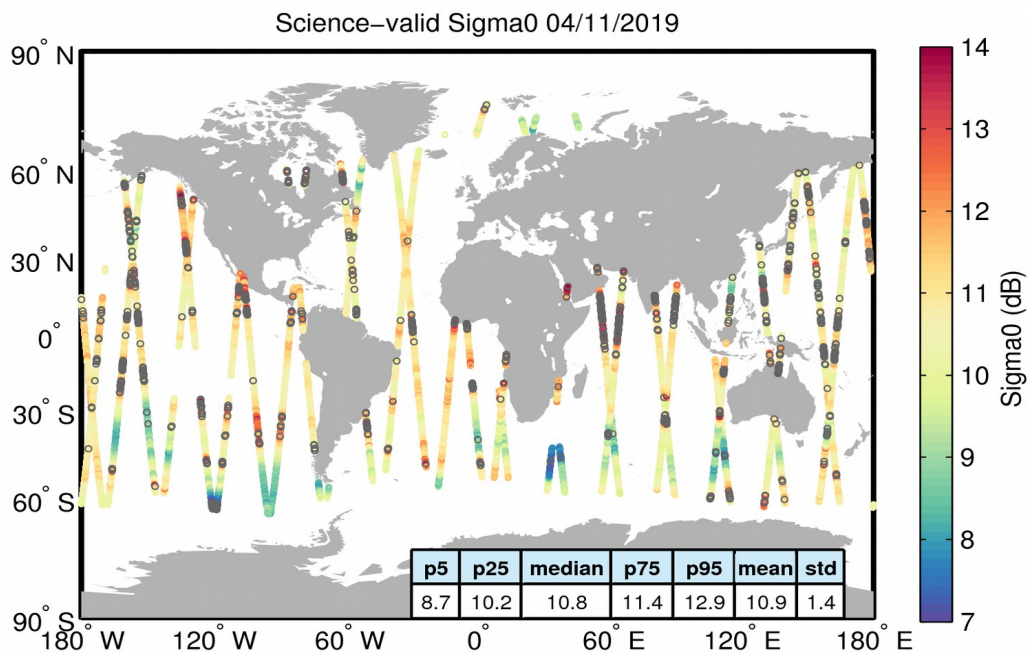 Science–valid Sigma0 04/11/2019
90° N
60° N
30° N
0°
30° S
60° S
90° S
180° W
120° W
60° W
0°
60° E
120° E
180° E
p5 p25 median p75 p95 mean std
8.7 10.2 10.8 11.4 12.9 10.9 1.4
14
13
12
11
10
9
8
7
Sigma0 (dB)